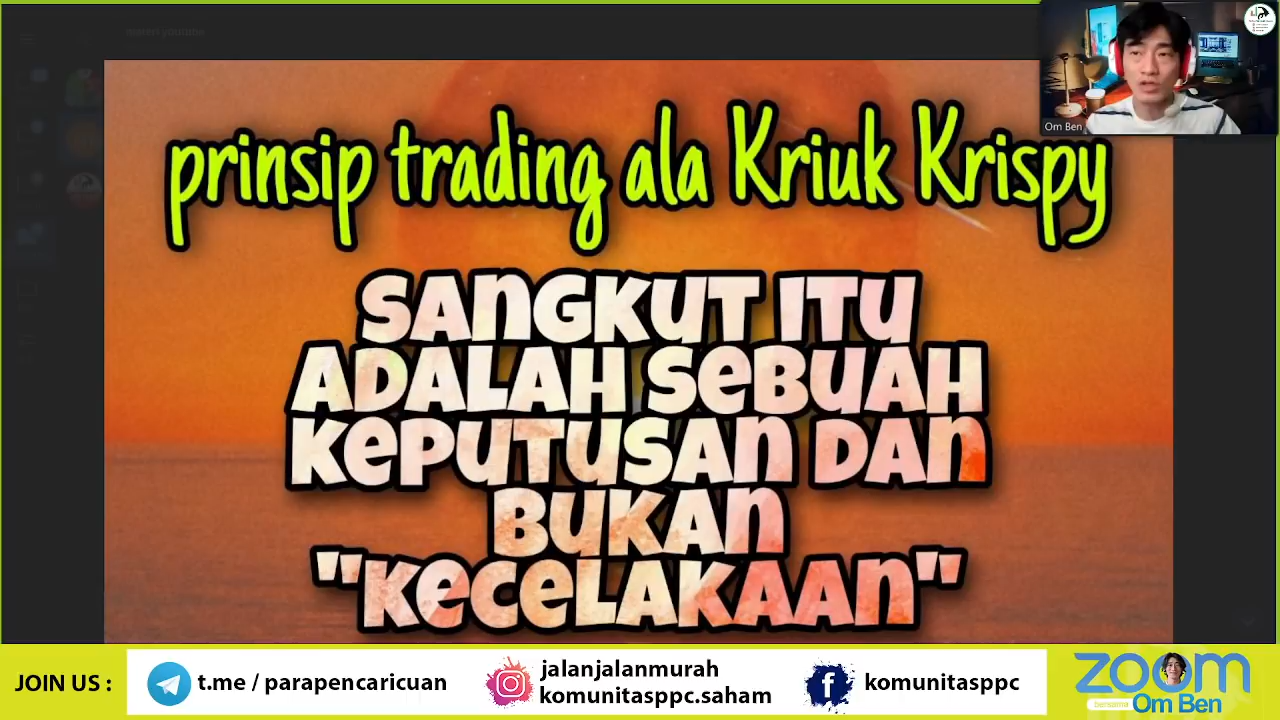 Om Ben
prinsip trading ala Kriuk Krispy
SANGKUT ITU
ADALAH SEBUAH
KEPUTUSAN DAN
BUKAN
"KECELAKAAN"
JOIN US :
t.me / parapencaricuan
jalanjalanmurah
komunitasppc.saham
komunitasppc
zoom
bersama
Om Ben